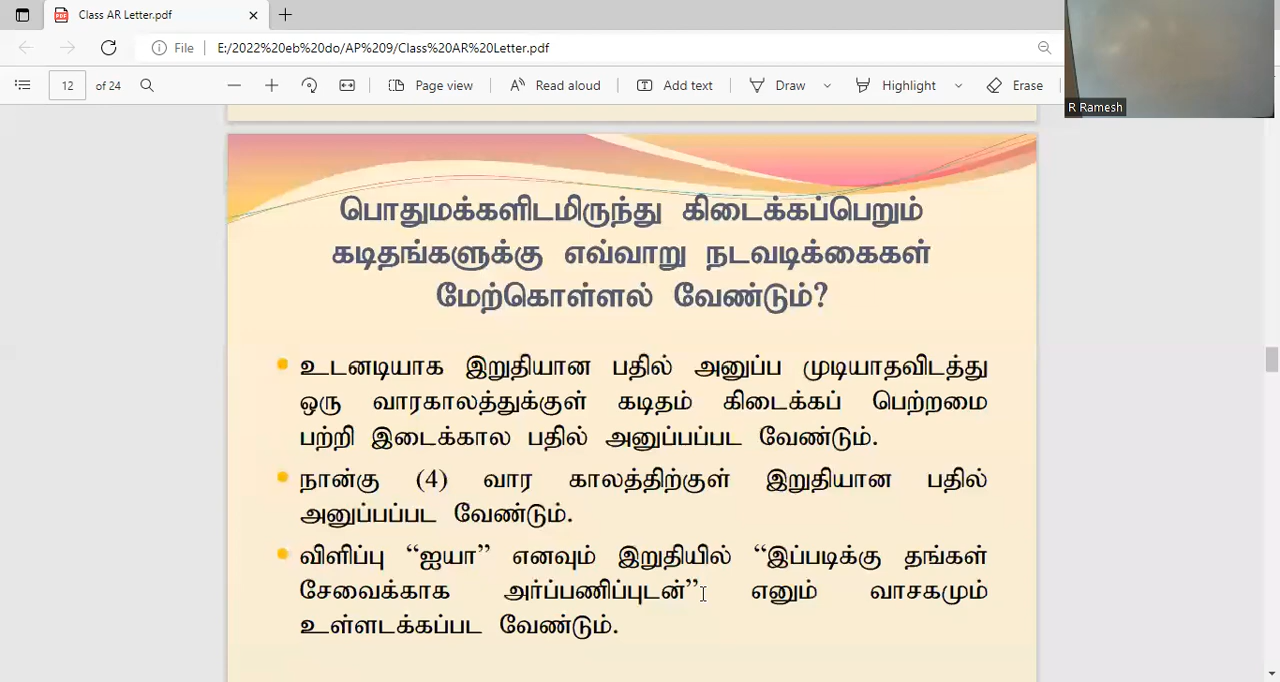 Class AR Letter.pdf
File E:/2022%20eb%20do/AP%209/Class%20AR%20Letter.pdf
12 of 24 Page view Read aloud Add text Draw Highlight Erase
R Ramesh
பொதுமக்களிடமிருந்து கிடைக்கப்பெறும்
கடிதங்களுக்கு எவ்வாறு நடவடிக்கைகள்
மேற்கொள்ளல் வேண்டும்?
உடனடியாக இறுதியான பதில் அனுப்ப முடியாதவிடத்து
ஒரு வாரகாலத்துக்குள் கடிதம் கிடைக்கப் பெற்றமை
பற்றி இடைக்கால பதில் அனுப்பப்பட வேண்டும்.
நான்கு (4) வார காலத்திற்குள் இறுதியான பதில்
அனுப்பப்பட வேண்டும்.
விளிப்பு “ஐயா” எனவும் இறுதியில் “இப்படிக்கு தங்கள்
சேவைக்காக அர்ப்பணிப்புடன்” எனும் வாசகமும்
உள்ளடக்கப்பட வேண்டும்.